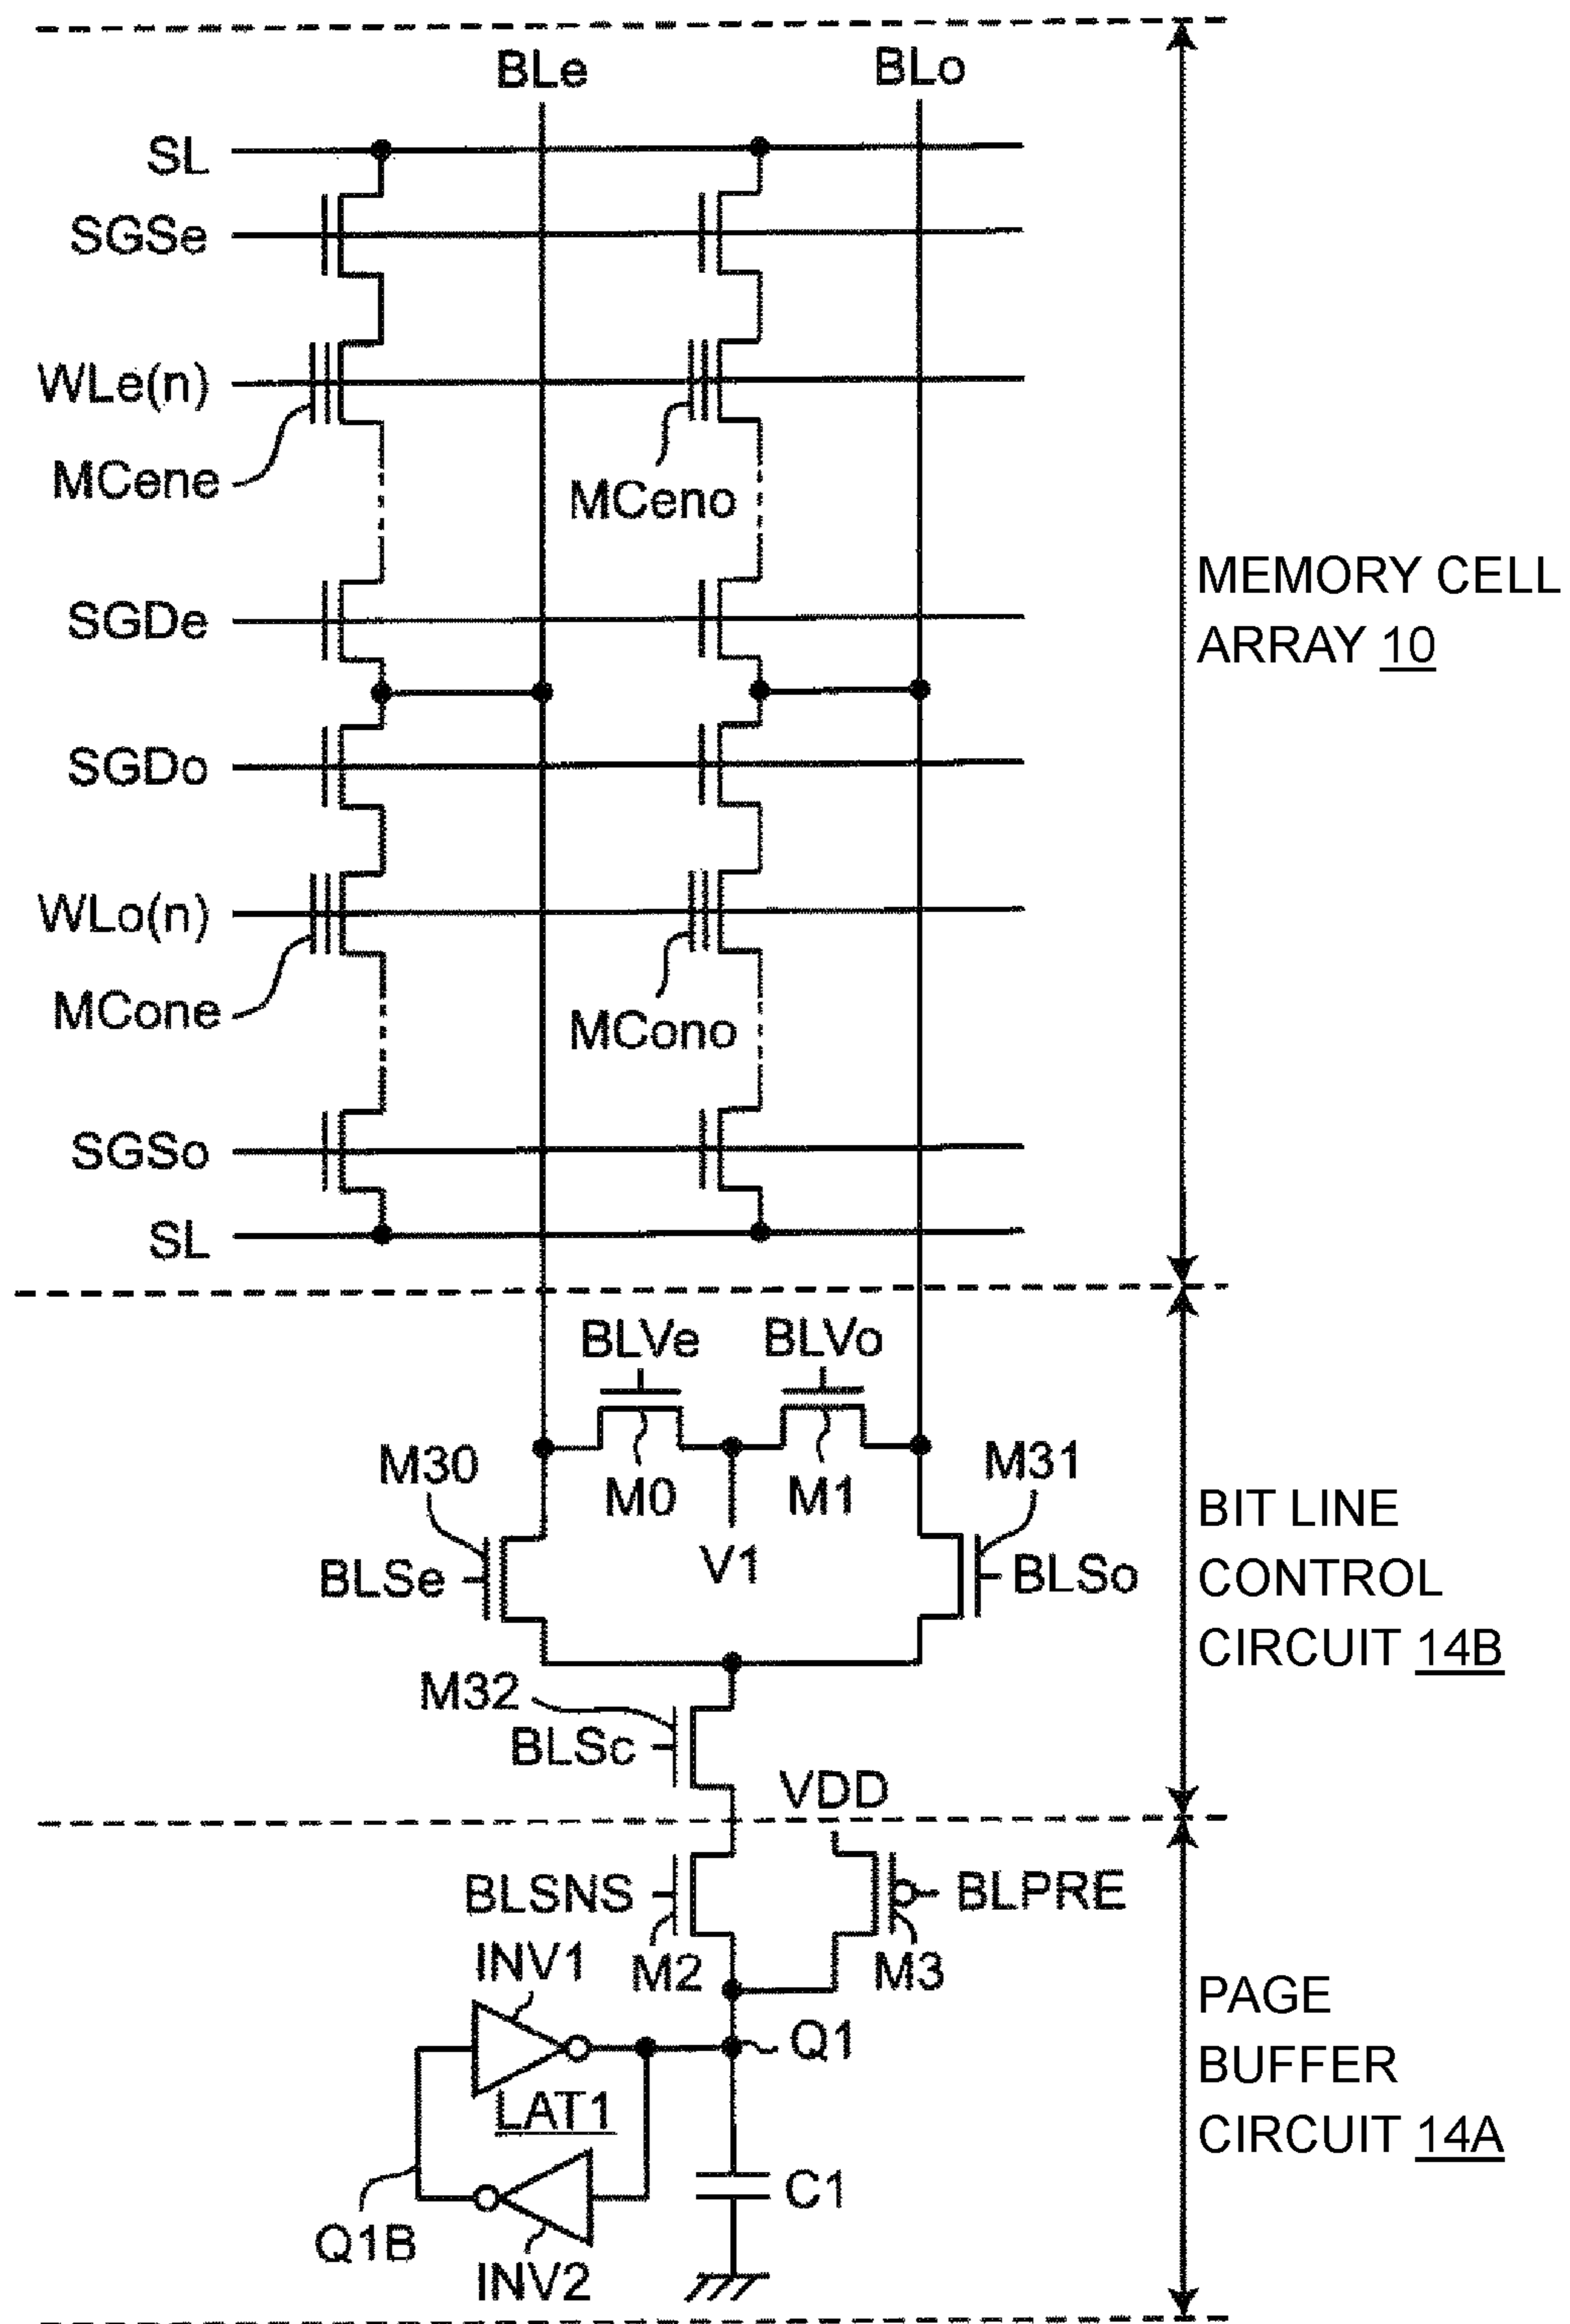 BLe
BLo
SL
SGSe
WLe(n)
MCene
MCeno
SGDe
MEMORY CELL
ARRAY 10
SGDo
WLo(n)
MCone
MCono
SGSo
SL
BLVe
BLVo
M30
M0
M1
M31
BLSe
V1
BLSo
BIT LINE
CONTROL
CIRCUIT 14B
M32
BLSc
VDD
BLSNS
BLPRE
INV1
M2
M3
Q1
LAT1
PAGE
BUFFER
CIRCUIT 14A
C1
Q1B
INV2